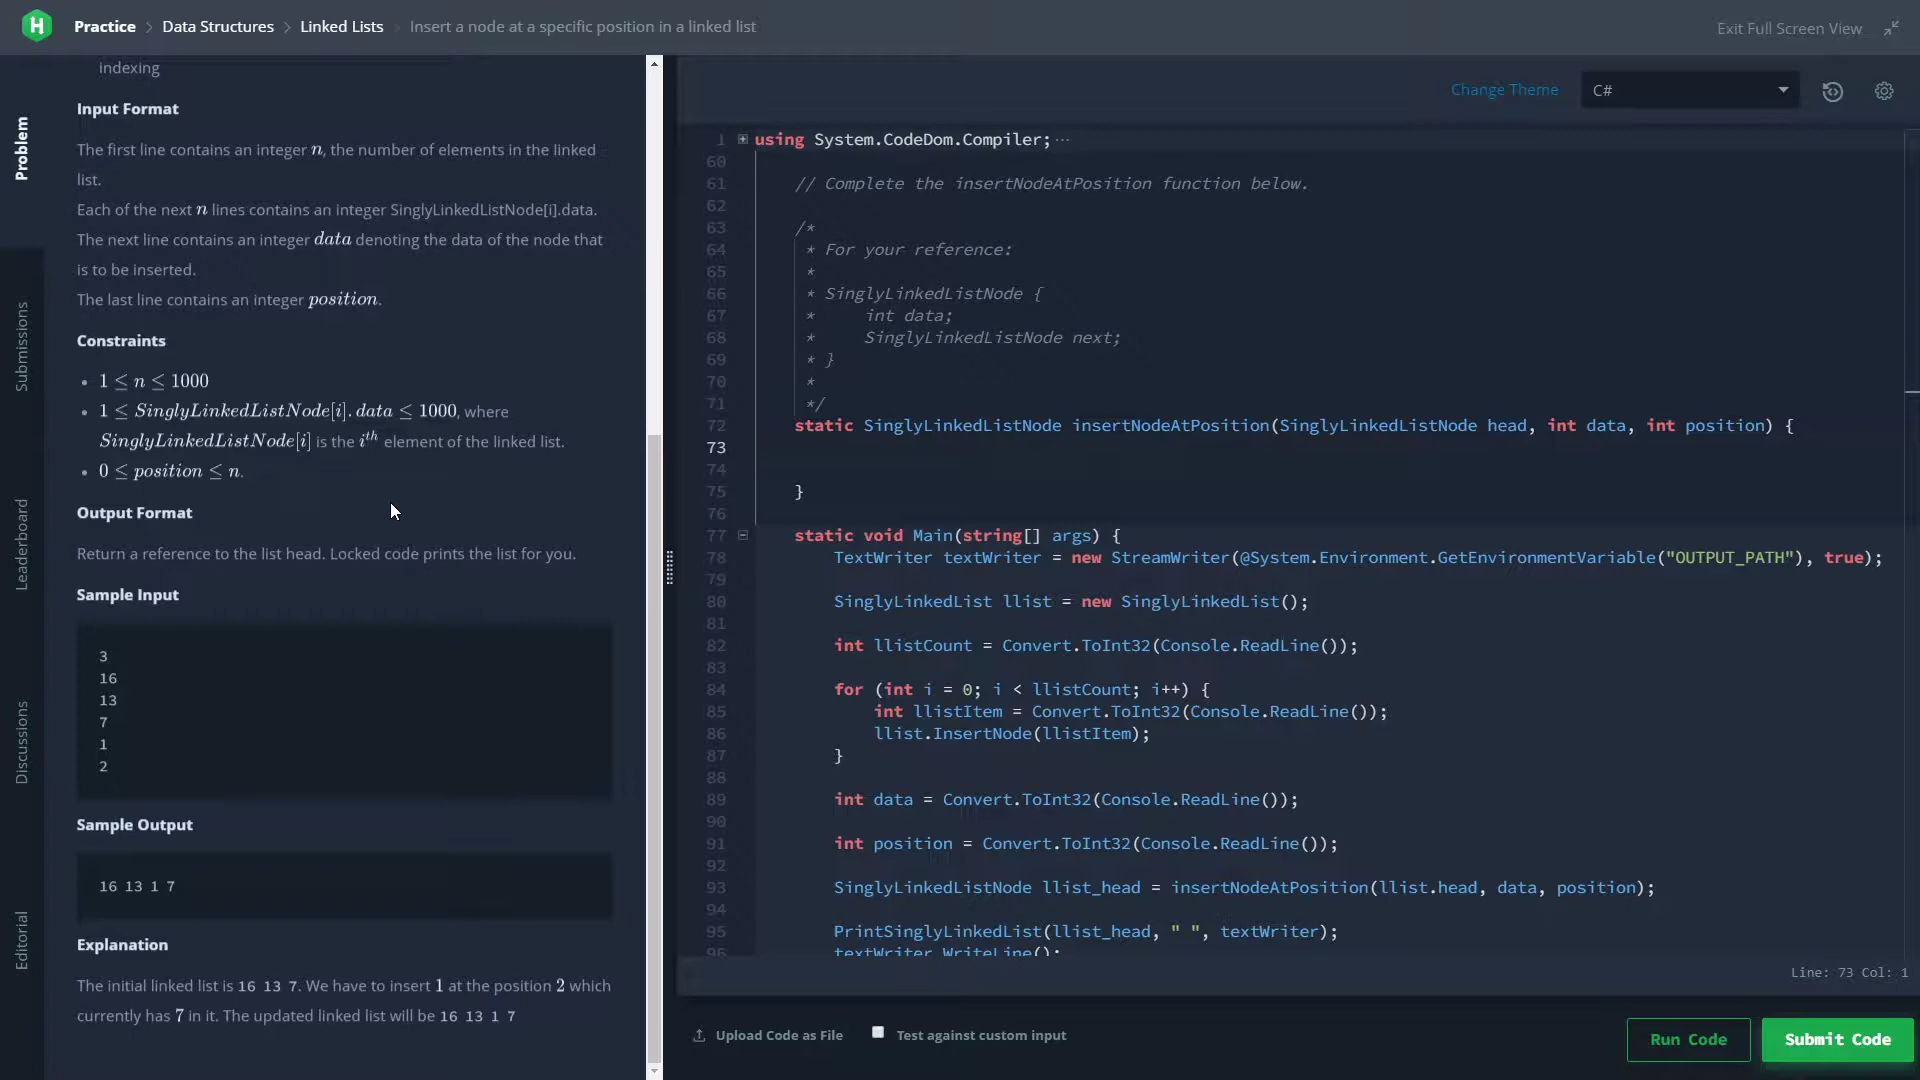 H Practice > Data Structures > Linked Lists > Insert a node at a specific position in a linked list
Exit Full Screen View
Problem
Submissions
Leaderboard
Discussions
Editorial
indexing
Input Format
The first line contains an integer n, the number of elements in the linked
list.
Each of the next n lines contains an integer SinglyLinkedListNode[i].data.
The next line contains an integer data denoting the data of the node that
is to be inserted.
The last line contains an integer position.
Constraints
• 1 ≤ n ≤ 1000
• 1 ≤ SinglyLinkedListNode[i].data ≤ 1000, where
SinglyLinkedListNode[i] is the i^th element of the linked list.
• 0 ≤ position ≤ n.
Output Format
Return a reference to the list head. Locked code prints the list for you.
Sample Input
3
16
13
7
1
2
Sample Output
16 13 1 7
Explanation
The initial linked list is 16 13 7. We have to insert 1 at the position 2 which
currently has 7 in it. The updated linked list will be 16 13 1 7
Change Theme C#
1 using System.CodeDom.Compiler; ···
60
61 // Complete the insertNodeAtPosition function below.
62
63 /*
64 * For your reference:
65 *
66 * SinglyLinkedListNode {
67 *     int data;
68 *     SinglyLinkedListNode next;
69 * }
70 *
71 */
72 static SinglyLinkedListNode insertNodeAtPosition(SinglyLinkedListNode head, int data, int position) {
73
74
75 }
76
77 static void Main(string[] args) {
78 TextWriter textWriter = new StreamWriter(@System.Environment.GetEnvironmentVariable("OUTPUT_PATH"), true);
79
80 SinglyLinkedList llist = new SinglyLinkedList();
81
82 int llistCount = Convert.ToInt32(Console.ReadLine());
83
84 for (int i = 0; i < llistCount; i++) {
85 int llistItem = Convert.ToInt32(Console.ReadLine());
86 llist.InsertNode(llistItem);
87 }
88
89 int data = Convert.ToInt32(Console.ReadLine());
90
91 int position = Convert.ToInt32(Console.ReadLine());
92
93 SinglyLinkedListNode llist_head = insertNodeAtPosition(llist.head, data, position);
94
95 PrintSinglyLinkedList(llist_head, " ", textWriter);
96 textWriter.WriteLine();
Line: 73 Col: 1
Upload Code as File Test against custom input Run Code Submit Code